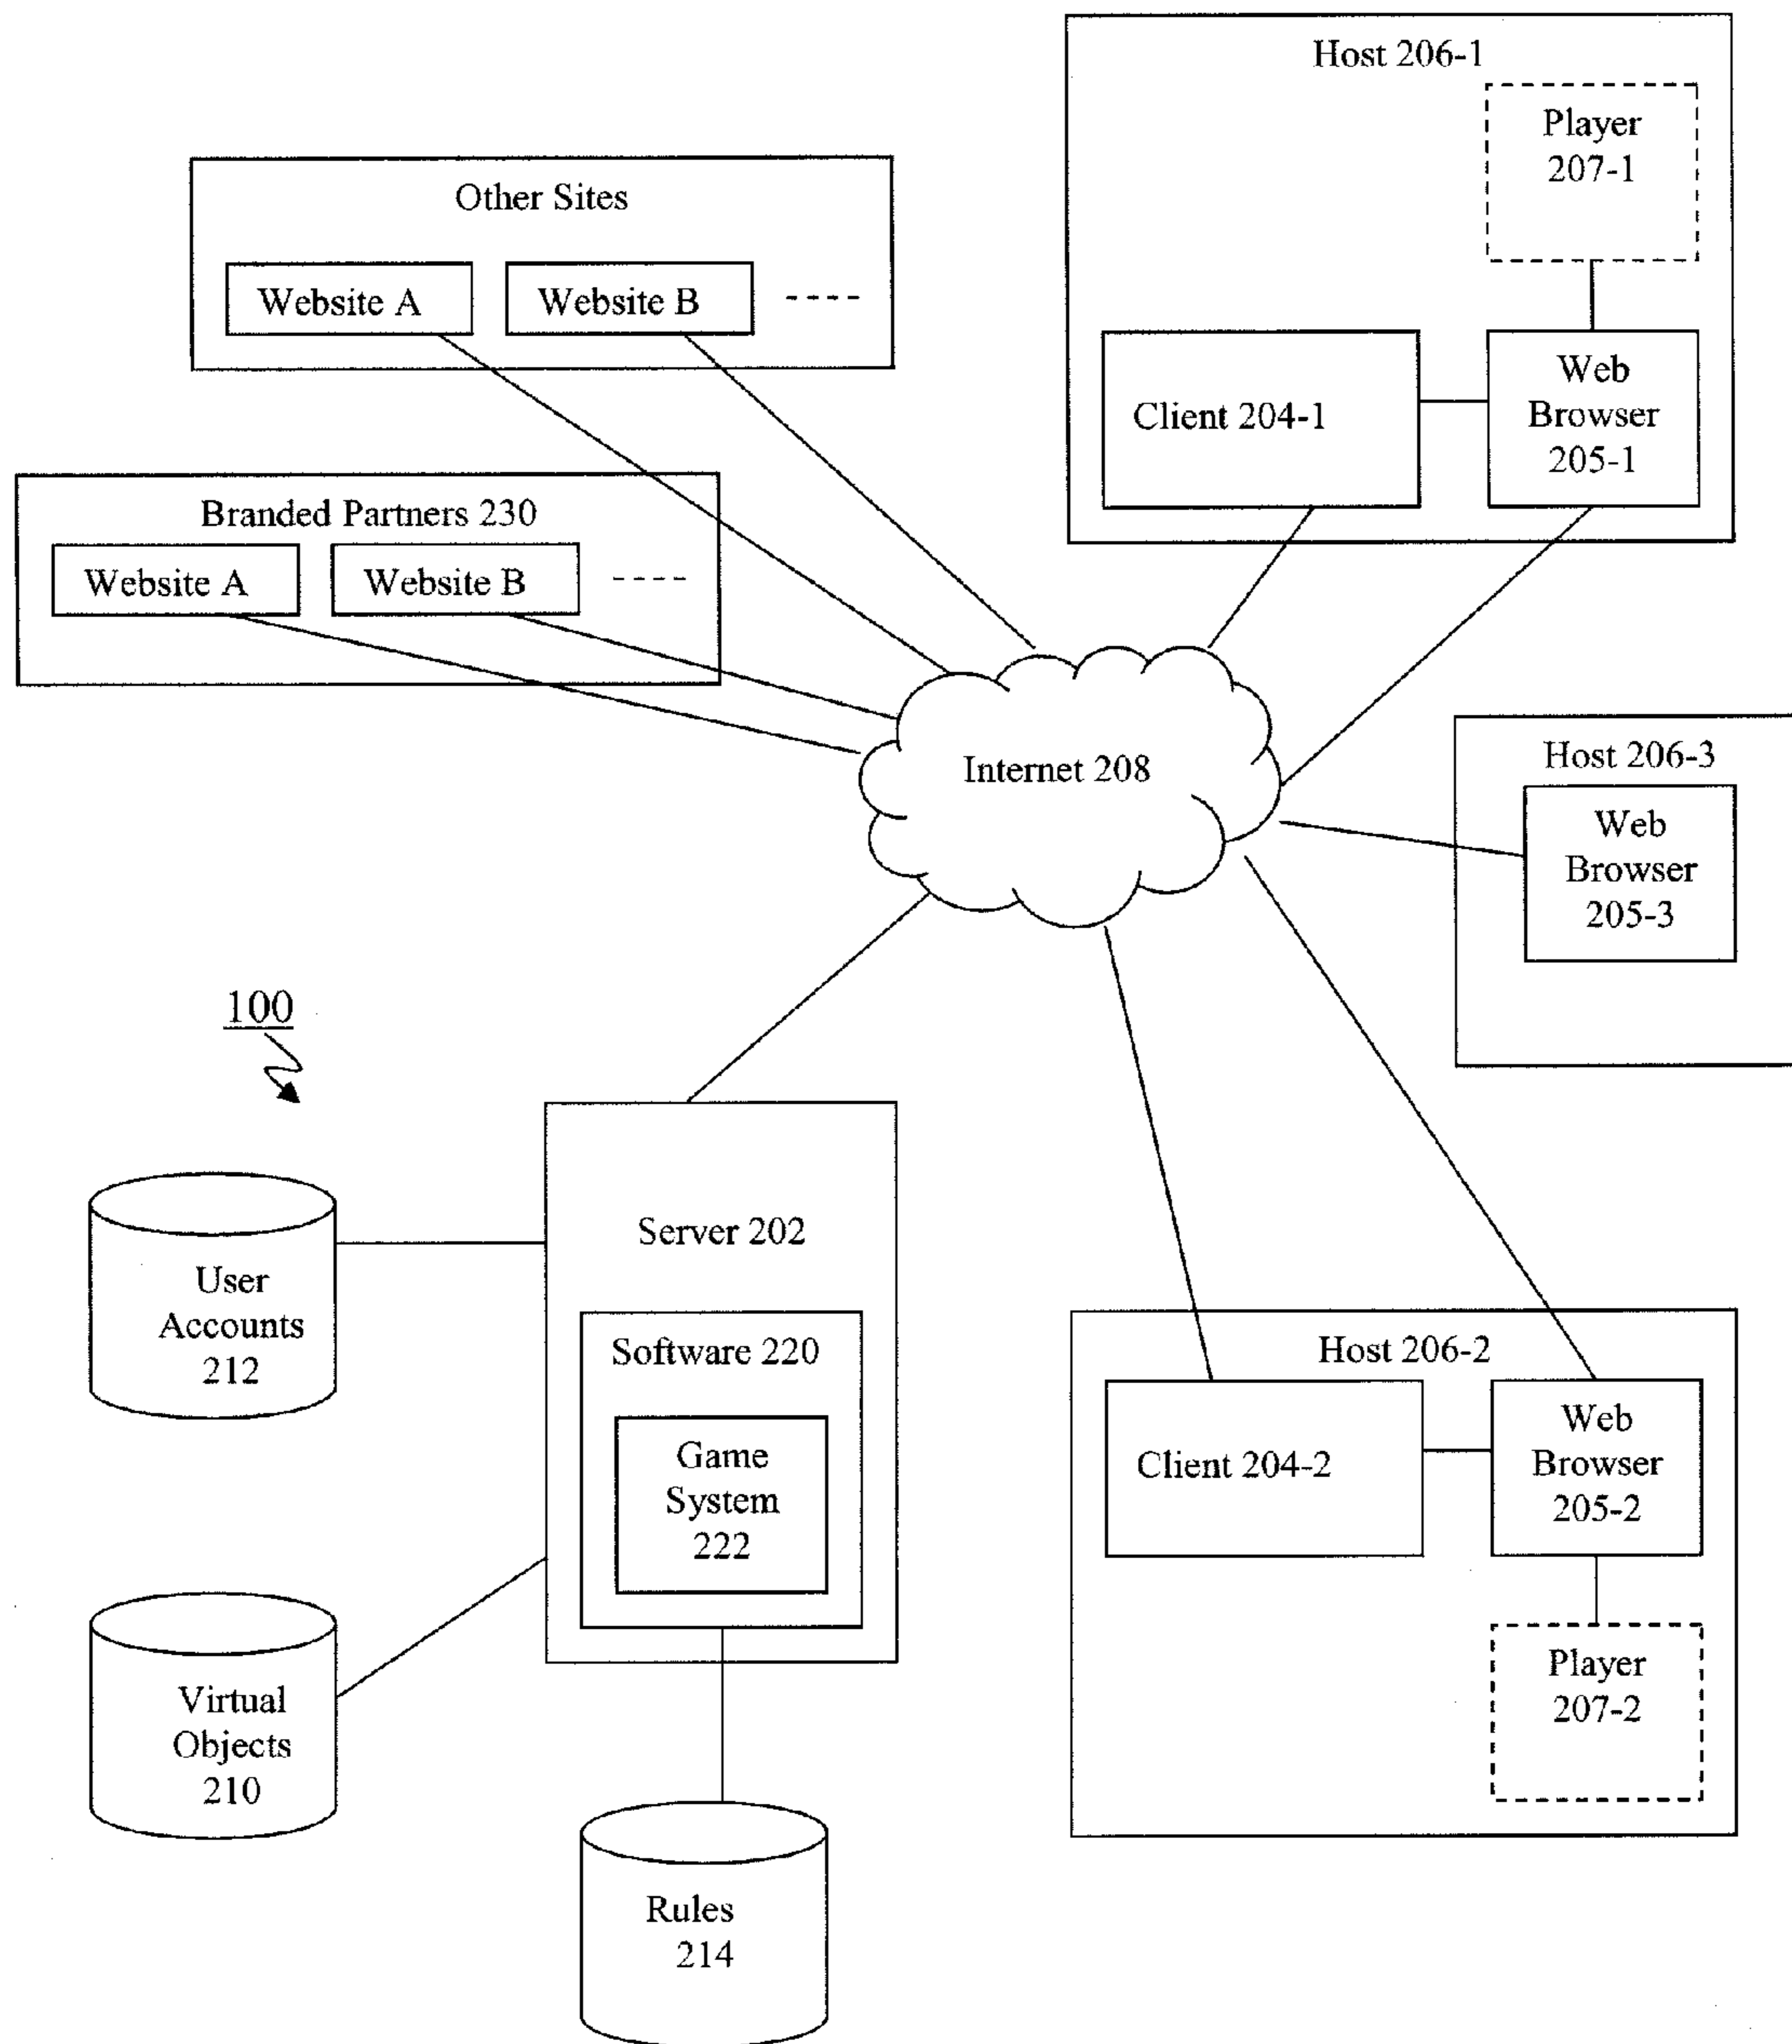 Host 206-1
Player
207-1
Other Sites
Website A
Website B
Client 204-1
Web
Browser
205-1
Branded Partners 230
Website A
Website B
Internet 208
Host 206-3
Web
Browser
205-3
100
Server 202
User
Accounts
212
Software 220
Game
System
222
Host 206-2
Client 204-2
Web
Browser
205-2
Player
207-2
Virtual
Objects
210
Rules
214